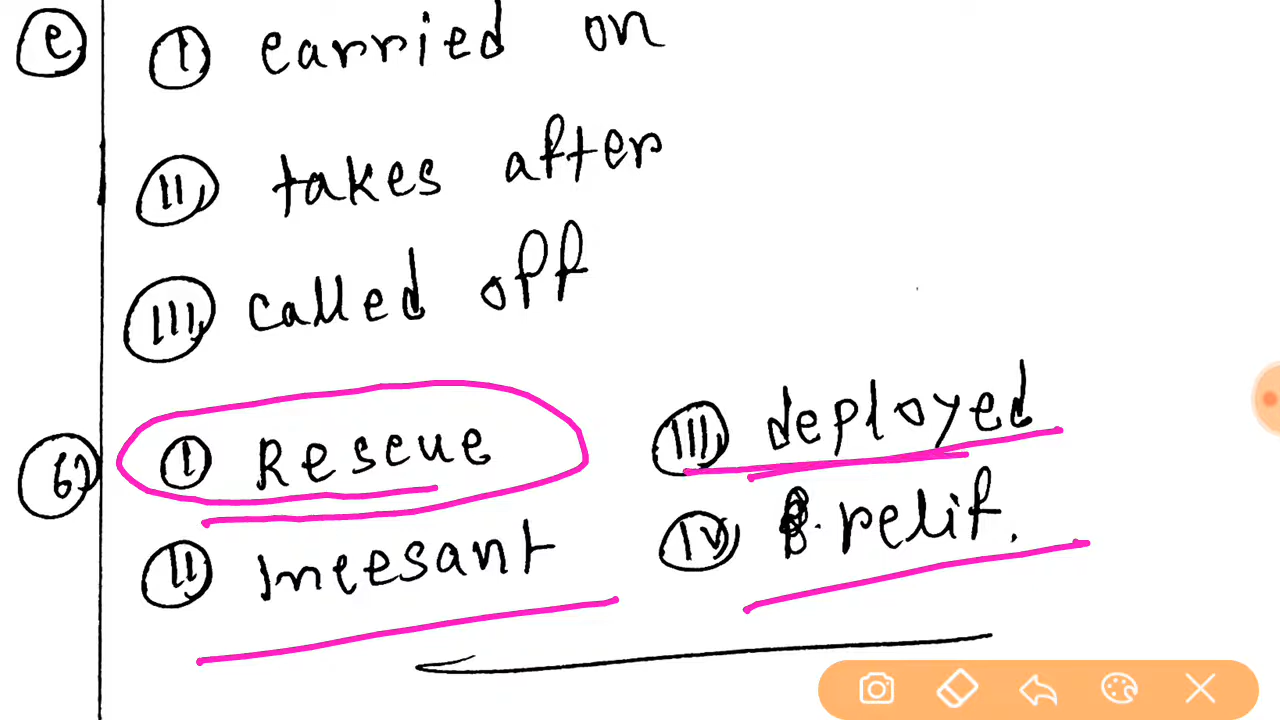 e i carried on
ii takes after
iii called off
6) i Rescue iii deployed
ii incesant iv relif.